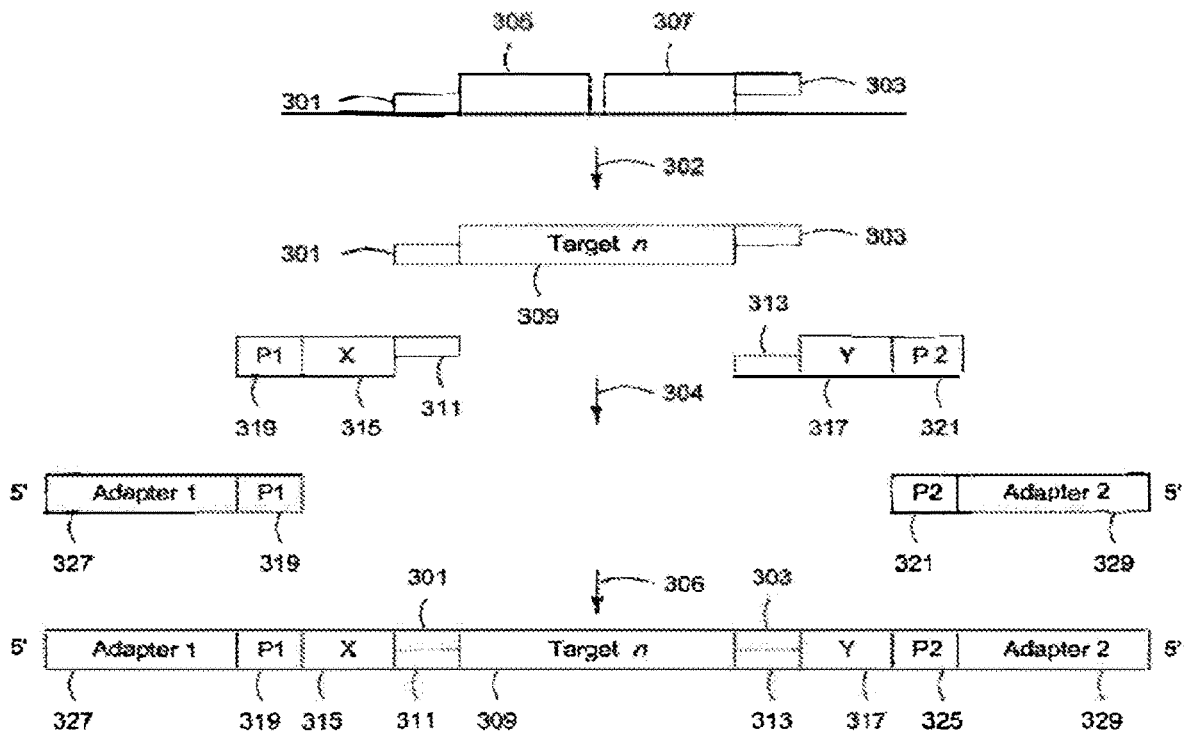 305 307
301 303
302
301 Target n 303
309 313
P1 X Y P 2
319 315 311 304 317 321
5' Adapter 1 P1 P2 Adapter 2 5'
327 319 321 329
301 306 303
5' Adapter 1 P1 X Target n Y P2 Adapter 2 5'
327 319 315 311 309 313 317 325 329